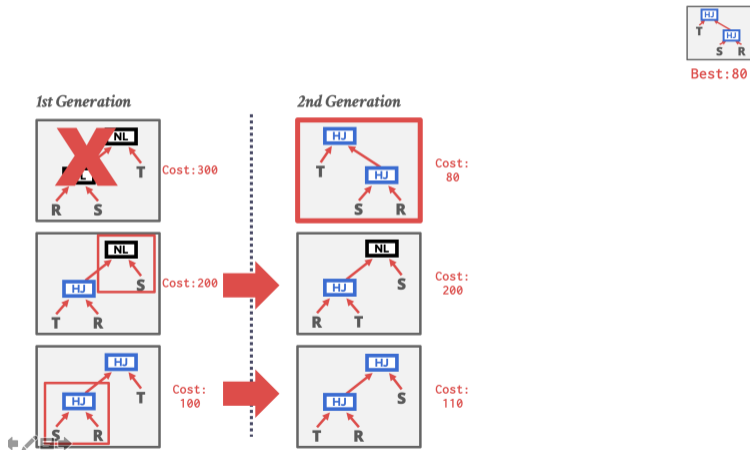 HJ
T
HJ
S R
Best:80
1st Generation
2nd Generation
NL
T
R S
Cost:300
HJ
T
HJ
S R
Cost:
80
NL
S
HJ
T R
Cost:200
NL
S
HJ
R T
Cost:
200
HJ
T
HJ
S R
Cost:
100
HJ
S
HJ
T R
Cost:
110